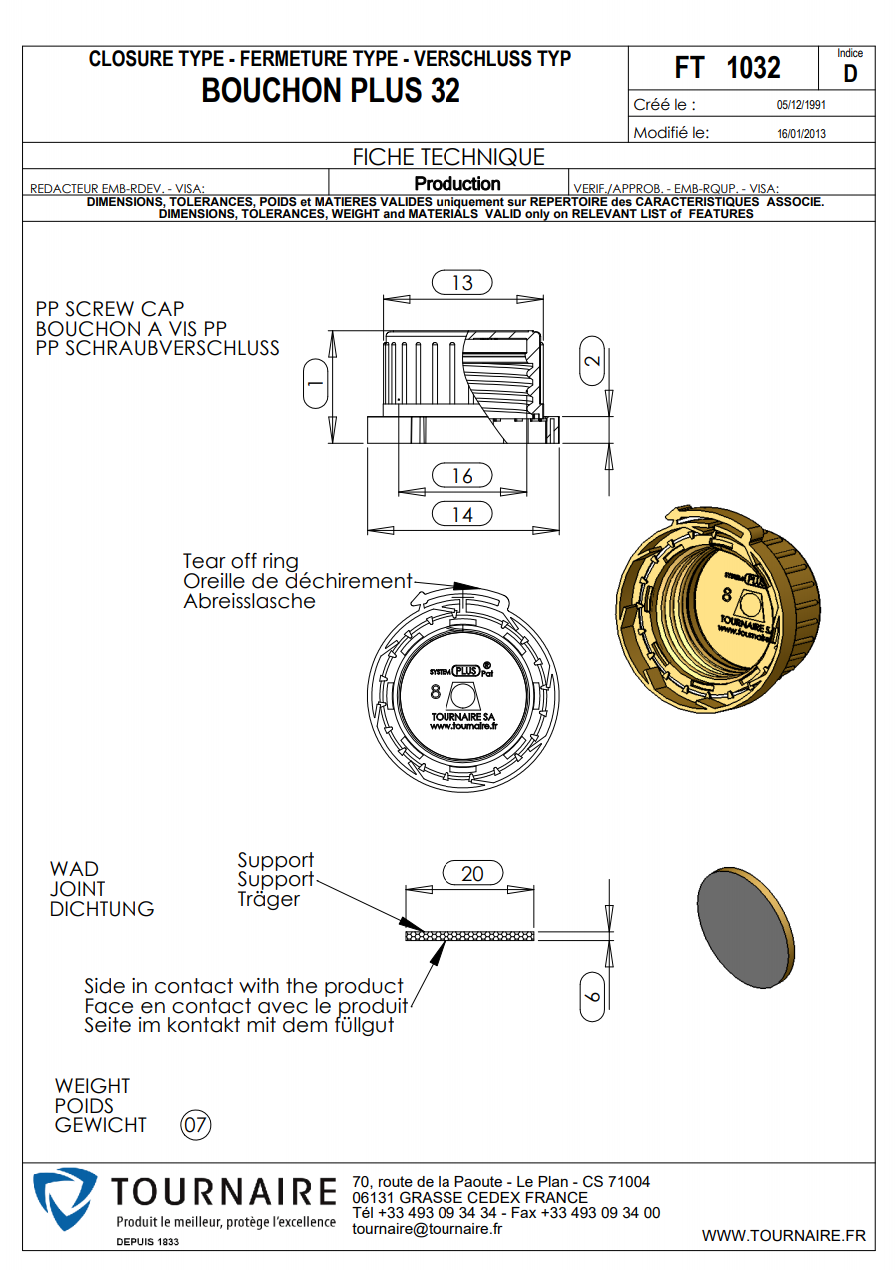 CLOSURE TYPE - FERMETURE TYPE - VERSCHLUSS TYP
BOUCHON PLUS 32
FT 1032
Indice
D
Créé le :
05/12/1991
Modifié le:
16/01/2013
FICHE TECHNIQUE
REDACTEUR EMB-RDEV. - VISA:
Production
VERIF./APPROB. - EMB-RQUP. - VISA:
DIMENSIONS, TOLERANCES, POIDS et MATIERES VALIDES uniquement sur REPERTOIRE des CARACTERISTIQUES ASSOCIE.
DIMENSIONS, TOLERANCES, WEIGHT and MATERIALS VALID only on RELEVANT LIST of FEATURES
PP SCREW CAP
BOUCHON A VIS PP
PP SCHRAUBVERSCHLUSS
13
1
2
16
14
Tear off ring
Oreille de déchirement
Abreisslasche
SYSTEM PLUS ® Pat
8
TOURNAIRE SA
www.tournaire.fr
SYSTEM PLUS
8
TOURNAIRE SA
www.tournaire
WAD
JOINT
DICHTUNG
Support
Support
Träger
20
6
Side in contact with the product
Face en contact avec le produit
Seite im kontakt mit dem füllgut
WEIGHT
POIDS
GEWICHT
07
TOURNAIRE
Produit le meilleur, protège l'excellence
DEPUIS 1833
70, route de la Paoute - Le Plan - CS 71004
06131 GRASSE CEDEX FRANCE
Tél +33 493 09 34 34 - Fax +33 493 09 34 00
tournaire@tournaire.fr
WWW.TOURNAIRE.FR